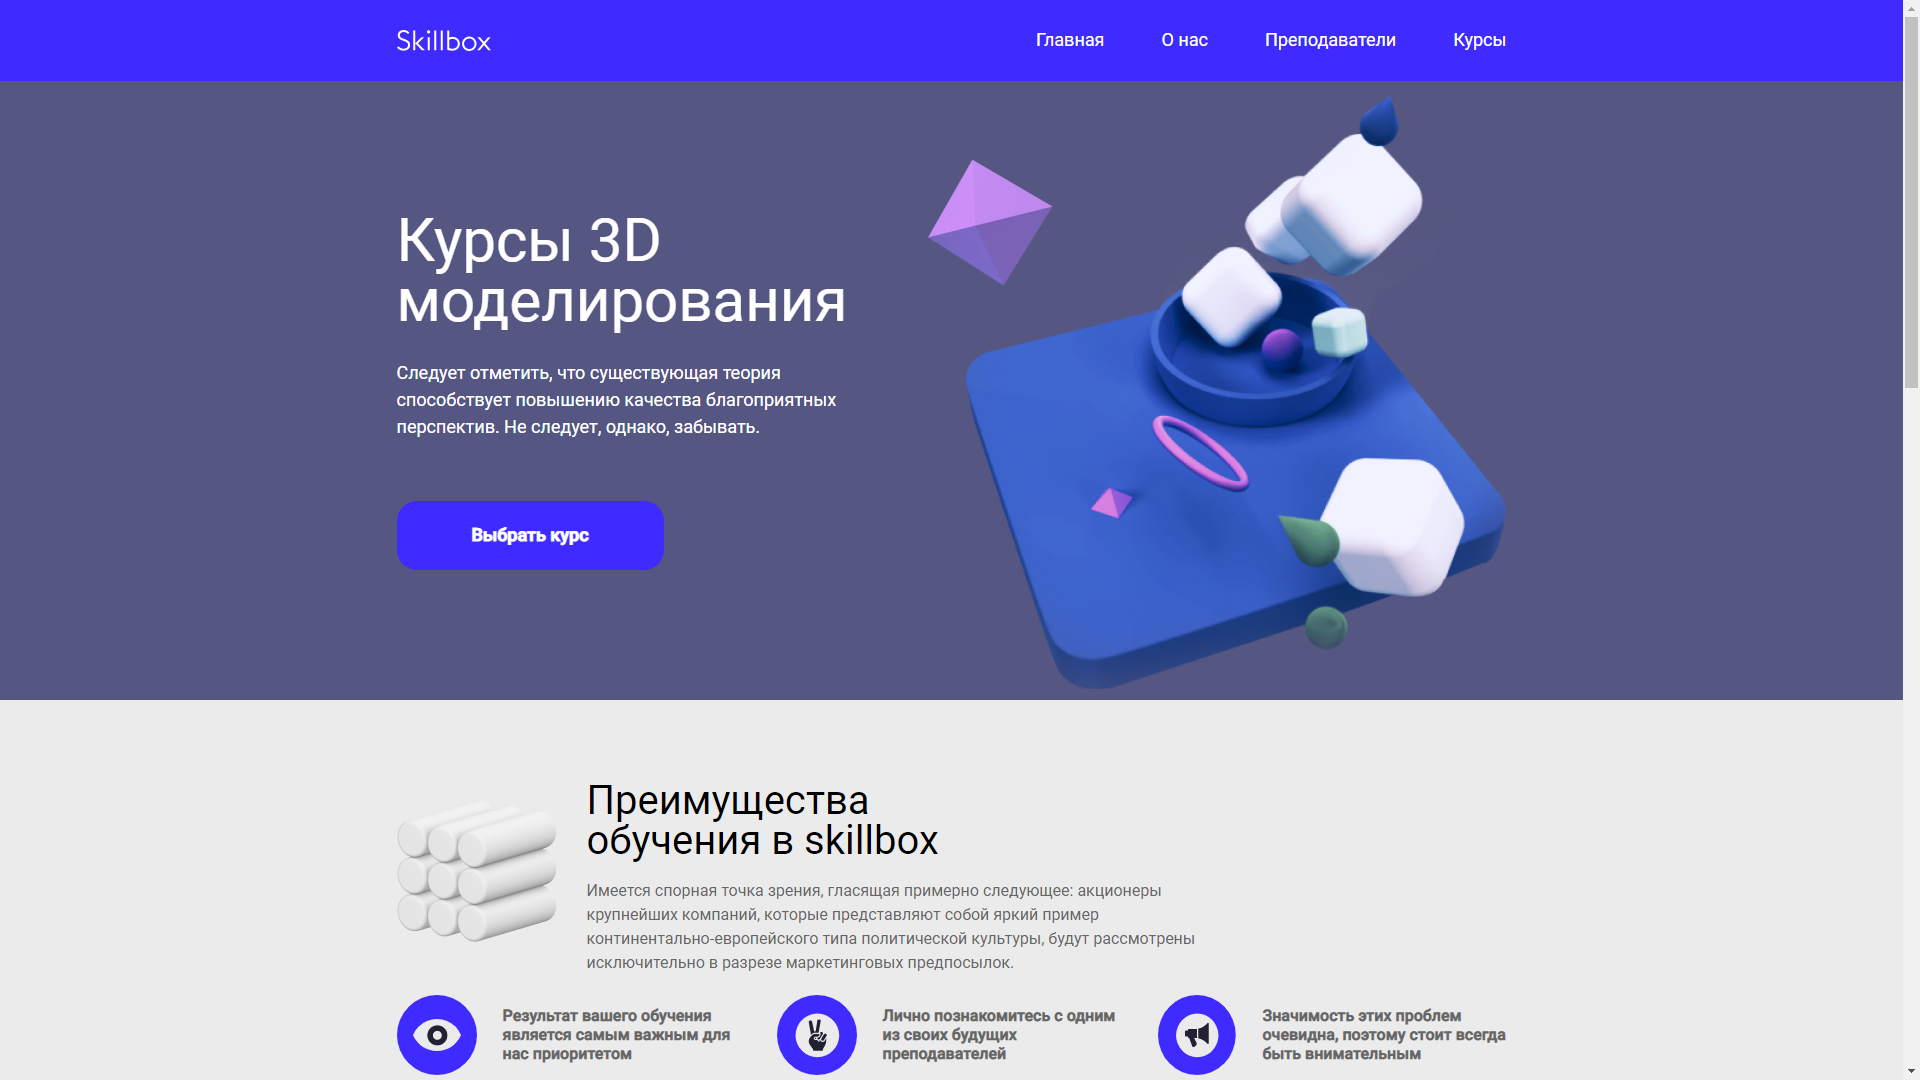 Skillbox
Главная
О нас
Преподаватели
Курсы
Курсы 3D
моделирования
Следует отметить, что существующая теория
способствует повышению качества благоприятных
перспектив. Не следует, однако, забывать.
Выбрать курс
Преимущества
обучения в skillbox
Имеется спорная точка зрения, гласящая примерно следующее: акционеры
крупнейших компаний, которые представляют собой яркий пример
континентально-европейского типа политической культуры, будут рассмотрены
исключительно в разрезе маркетинговых предпосылок.
Результат вашего обучения
является самым важным для
нас приоритетом
Лично познакомитесь с одним
из своих будущих
преподавателей
Значимость этих проблем
очевидна, поэтому стоит всегда
быть внимательным